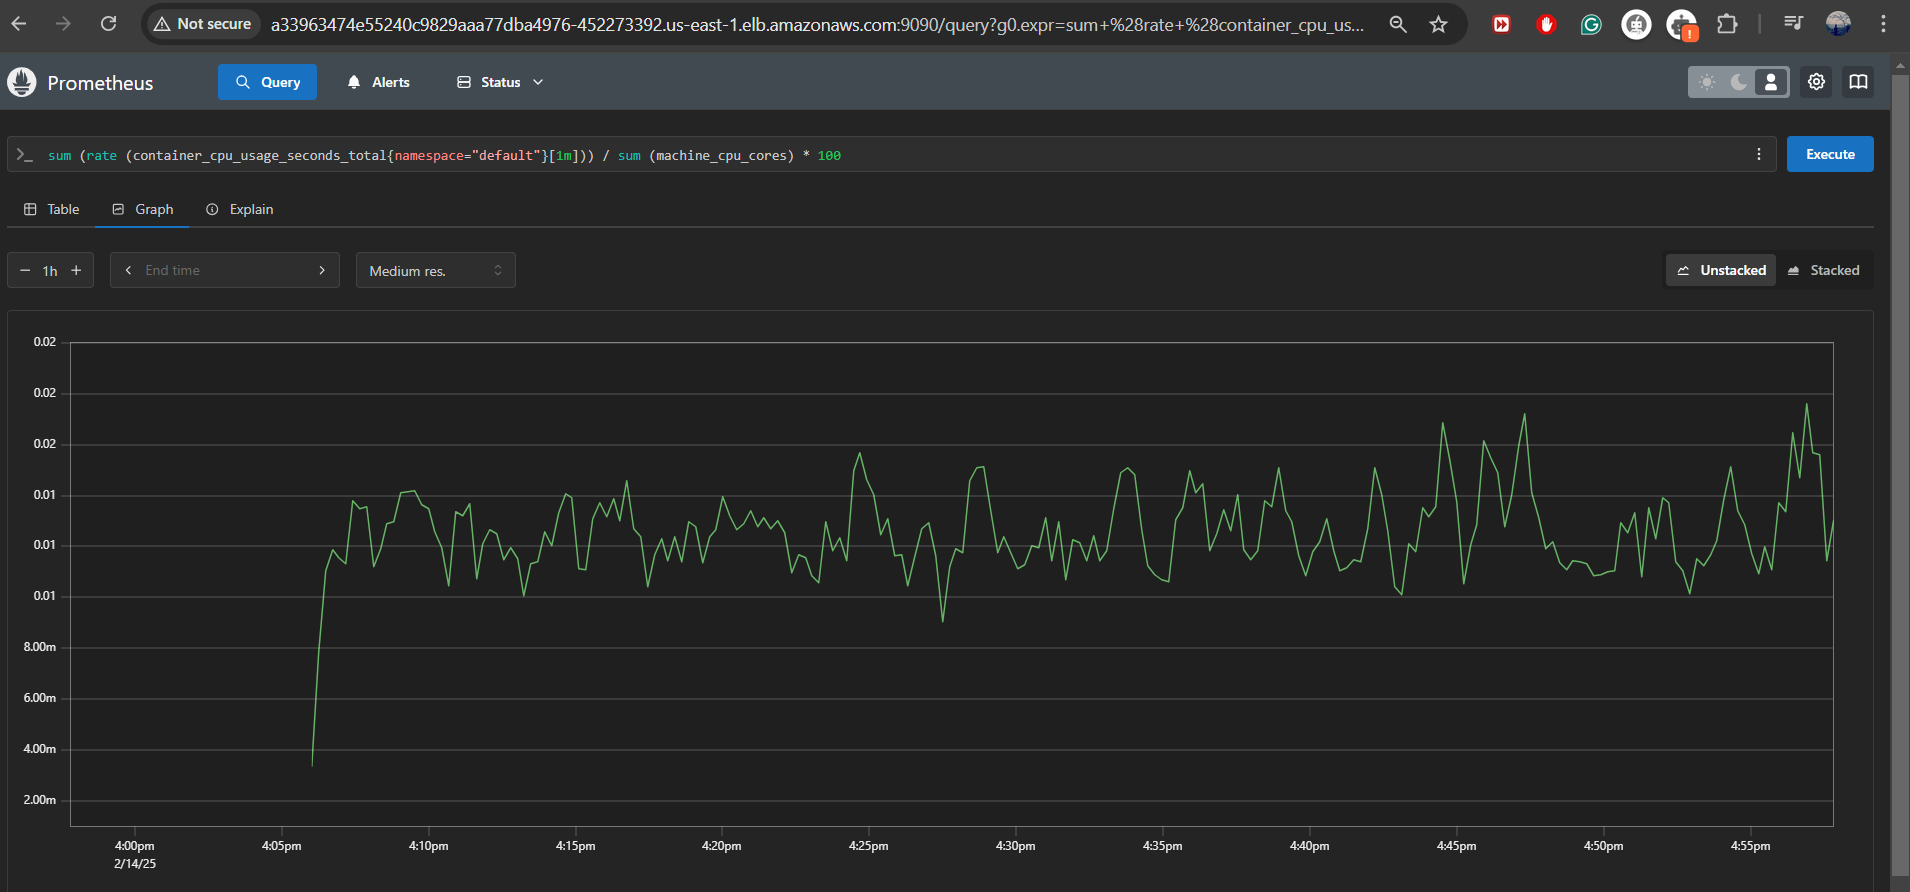 Not secure
a33963474e55240c9829aaa77dba4976-452273392.us-east-1.elb.amazonaws.com:9090/query?g0.expr=sum+%28rate+%28container_cpu_us...
Prometheus
Query
Alerts
Status
>_ sum (rate (container_cpu_usage_seconds_total{namespace="default"}[1m])) / sum (machine_cpu_cores) * 100
Execute
Table
Graph
Explain
− 1h +
< End time >
Medium res.
Unstacked
Stacked
0.02
0.02
0.02
0.01
0.01
0.01
8.00m
6.00m
4.00m
2.00m
4:00pm 4:05pm 4:10pm 4:15pm 4:20pm 4:25pm 4:30pm 4:35pm 4:40pm 4:45pm 4:50pm 4:55pm
2/14/25